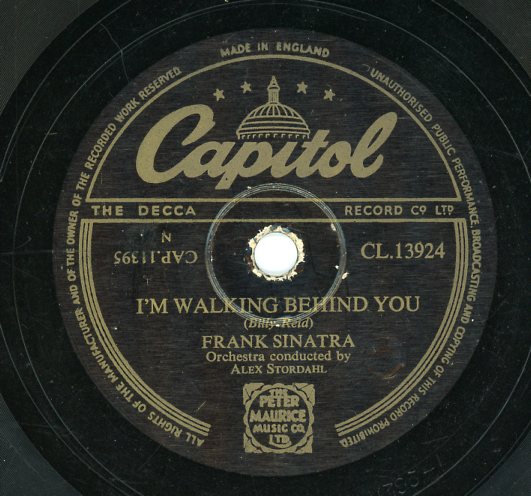 MADE IN ENGLAND
ALL RIGHTS OF THE MANUFACTURER AND OF THE OWNER OF THE RECORDED WORK RESERVED
UNAUTHORISED PUBLIC PERFORMANCE, BROADCASTING AND COPYING OF THIS RECORD PROHIBITED
Capitol
THE DECCA RECORD CO LTD
N
CAP.11395
CL.13924
I'M WALKING BEHIND YOU
(Billy Reid)
FRANK SINATRA
Orchestra conducted by
ALEX STORDAHL
THE
PETER
MAURICE
MUSIC CO.
LTD